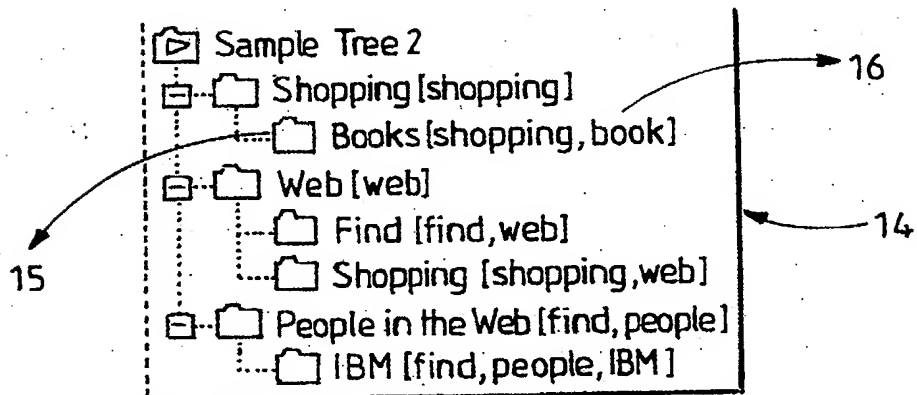 Sample Tree 2
Shopping [shopping]
16
Books [shopping, book]
Web [web]
Find [find, web]
14
15
Shopping [shopping, web]
People in the Web [find, people]
IBM [find, people, IBM]